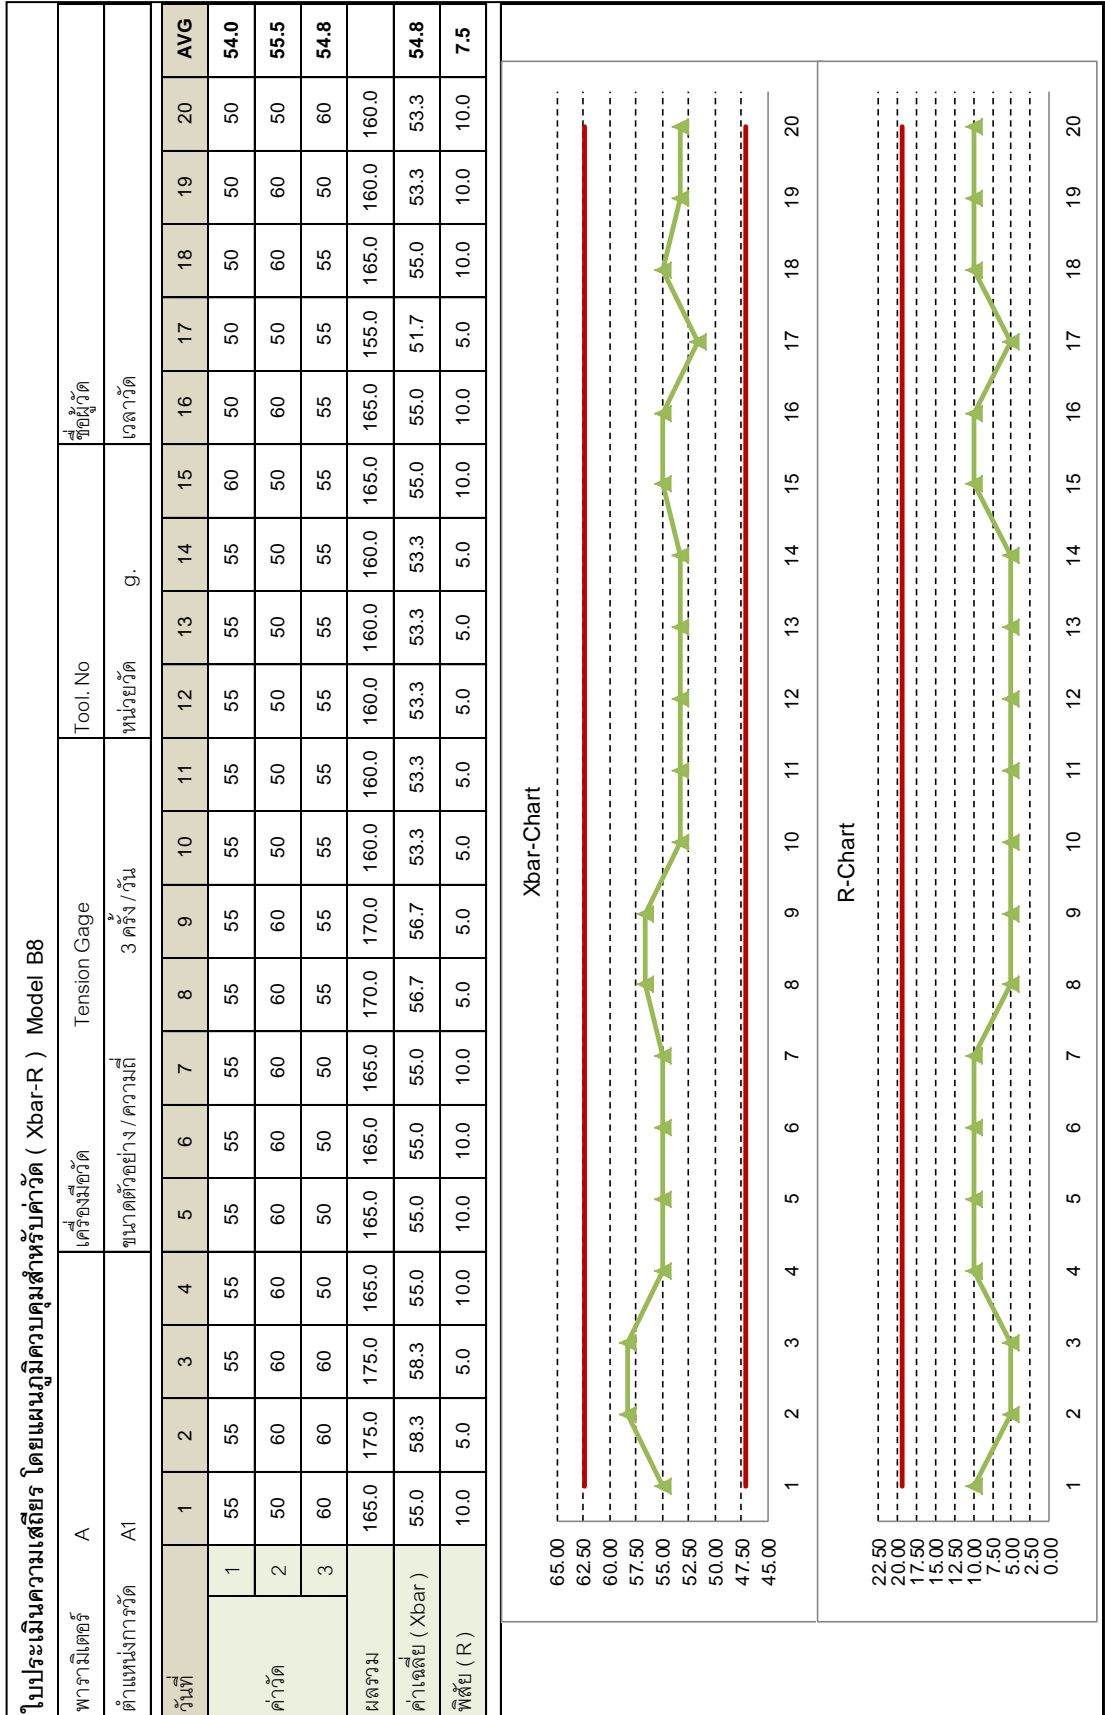 ใบประเมินความเสถียร โดยแผนภูมิควบคุมสำหรับค่าวัด ( Xbar-R ) Model B8
พารามิเตอร์ A เครื่องมือวัด Tension Gage Tool. No ชื่อผู้วัด
ตำแหน่งการวัด A1 ขนาดตัวอย่าง / ความถี่ 3 ครั้ง / วัน หน่วยวัด g. เวลาวัด
วันที่ 1 2 3 4 5 6 7 8 9 10 11 12 13 14 15 16 17 18 19 20 AVG
ค่าวัด
1 55 55 55 55 55 55 55 55 55 55 55 55 55 55 60 50 50 50 50 50 54.0
2 50 60 60 60 60 60 60 60 60 50 50 50 50 50 50 60 50 60 60 50 55.5
3 60 60 60 50 50 50 50 55 55 55 55 55 55 55 55 55 55 55 50 60 54.8
ผลรวม 165.0 175.0 175.0 165.0 165.0 165.0 165.0 170.0 170.0 160.0 160.0 160.0 160.0 160.0 165.0 165.0 155.0 165.0 160.0 160.0
ค่าเฉลี่ย ( Xbar ) 55.0 58.3 58.3 55.0 55.0 55.0 55.0 56.7 56.7 53.3 53.3 53.3 53.3 53.3 55.0 55.0 51.7 55.0 53.3 53.3 54.8
พิสัย ( R ) 10.0 5.0 5.0 10.0 10.0 10.0 10.0 5.0 5.0 5.0 5.0 5.0 5.0 5.0 10.0 10.0 5.0 10.0 10.0 10.0 7.5
Xbar-Chart
65.00
62.50
60.00
57.50
55.00
52.50
50.00
47.50
45.00
1 2 3 4 5 6 7 8 9 10 11 12 13 14 15 16 17 18 19 20
R-Chart
22.50
20.00
17.50
15.00
12.50
10.00
7.50
5.00
2.50
0.00
1 2 3 4 5 6 7 8 9 10 11 12 13 14 15 16 17 18 19 20